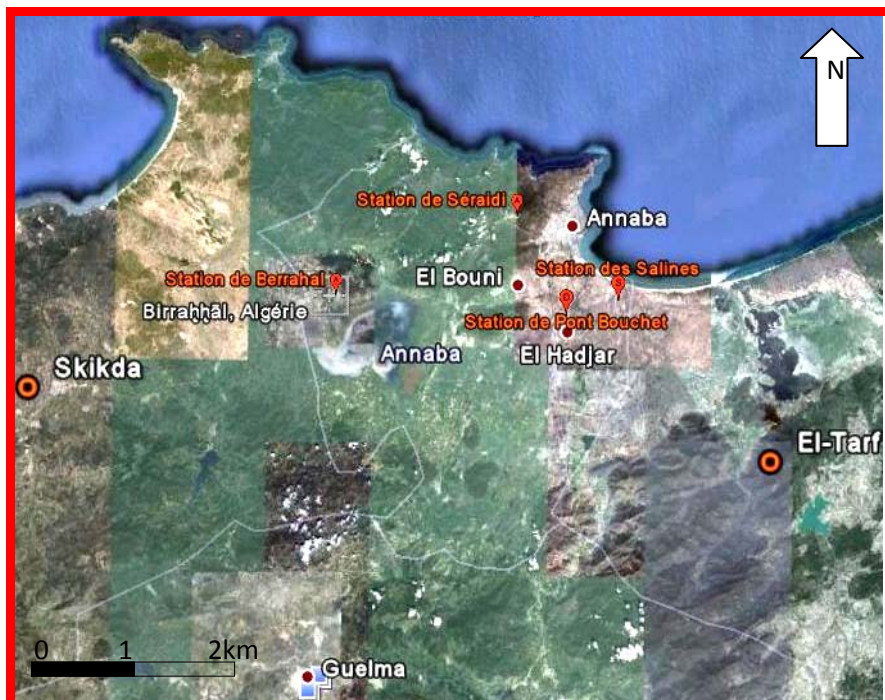 N
Station de Séraidi
Annaba
Station de Berrahal
El Bouni
Station des Salines
Birraḩḩāl, Algérie
Station de Pont Bouchet
Annaba
El Hadjar
Skikda
El-Tarf
0 1 2km
Guelma